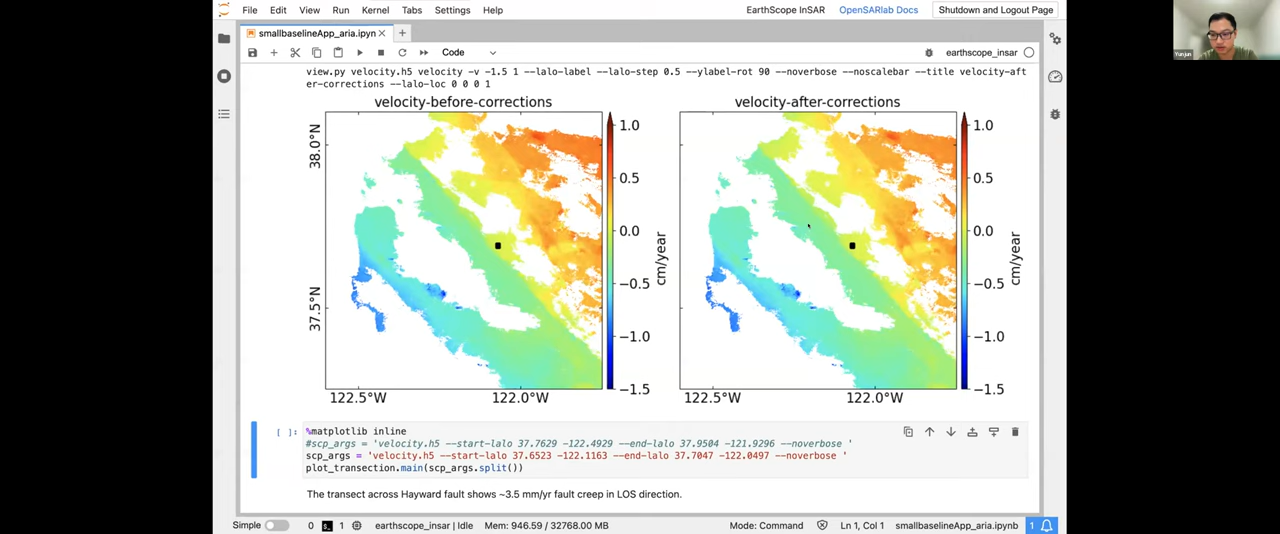 File Edit View Run Kernel Tabs Settings Help EarthScope InSAR OpenSARlab Docs Shutdown and Logout Page
smallbaselineApp_aria.ipyn
Code earthscope_insar
view.py velocity.h5 velocity -v -1.5 1 --lalo-label --lalo-step 0.5 --ylabel-rot 90 --noverbose --noscalebar --title velocity-aft
er-corrections --lalo-loc 0 0 0 1
velocity-before-corrections velocity-after-corrections
38.0°N
37.5°N
1.0
0.5
0.0
−0.5
−1.0
−1.5
cm/year
122.5°W 122.0°W
1.0
0.5
0.0
−0.5
−1.0
−1.5
cm/year
122.5°W 122.0°W
[ ]: %matplotlib inline
#scp_args = 'velocity.h5 --start-lalo 37.7629 -122.4929 --end-lalo 37.9504 -121.9296 --noverbose '
scp_args = 'velocity.h5 --start-lalo 37.6523 -122.1163 --end-lalo 37.7047 -122.0497 --noverbose '
plot_transection.main(scp_args.split())
The transect across Hayward fault shows ~3.5 mm/yr fault creep in LOS direction.
Simple 0 1 earthscope_insar | Idle Mem: 946.59 / 32768.00 MB Mode: Command Ln 1, Col 1 smallbaselineApp_aria.ipynb 1
Yunjun